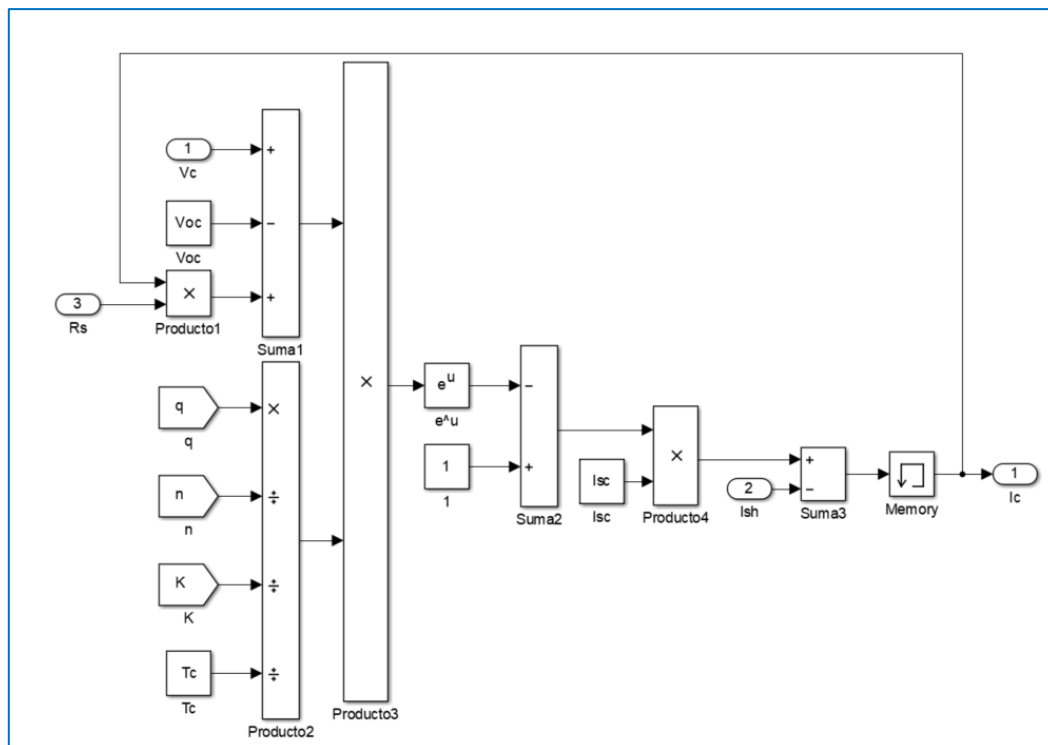 1
Vc
+
Voc
−
Voc
3
Rs
×
Producto1
+
Suma1
q
×
q
n
÷
n
K
÷
K
Tc
÷
Tc
Producto2
×
Producto3
e^u
e^u
−
1
+
1
Suma2
Isc
Isc
×
Producto4
2
Ish
+
−
Suma3
Memory
1
Ic